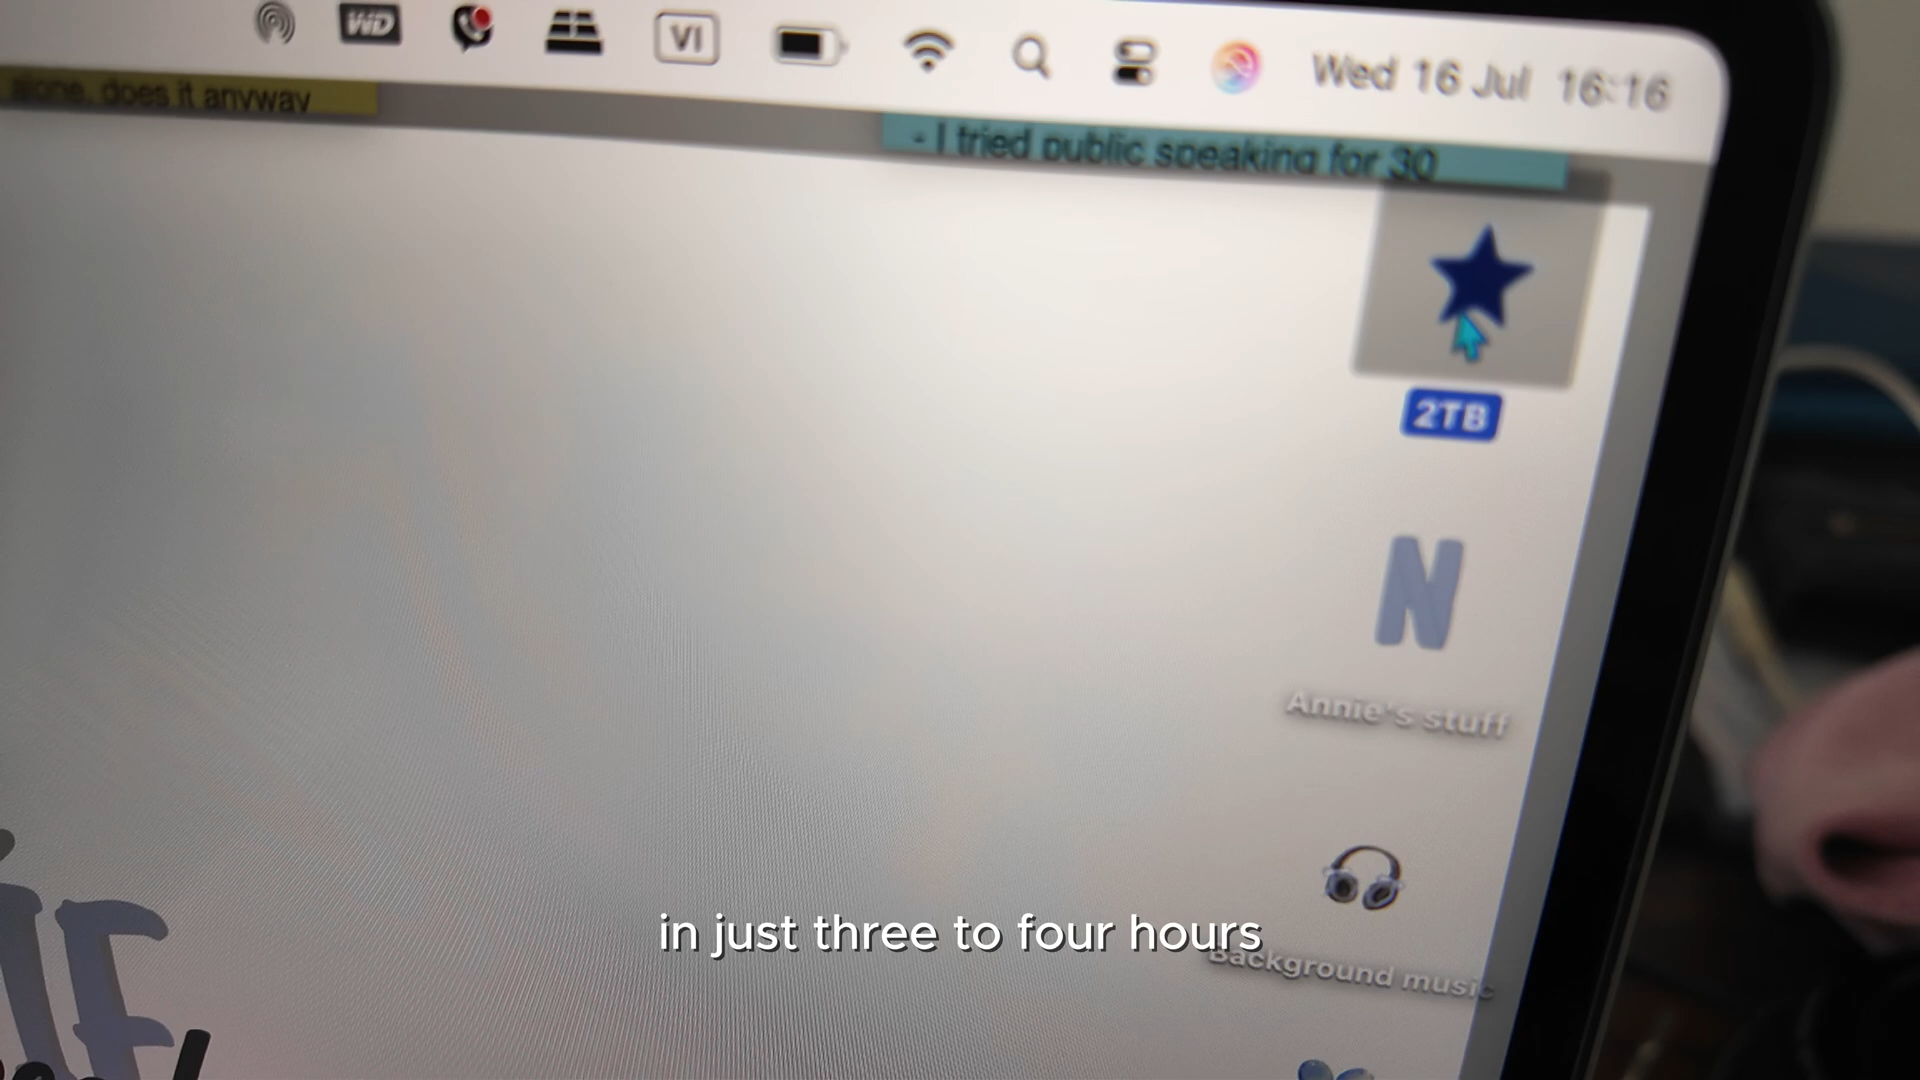 WD
VI
Wed 16 Jul 16:16
alone, does it anyway
- I tried public speaking for 30
2TB
N
Annie's stuff
in just three to four hours
Background music